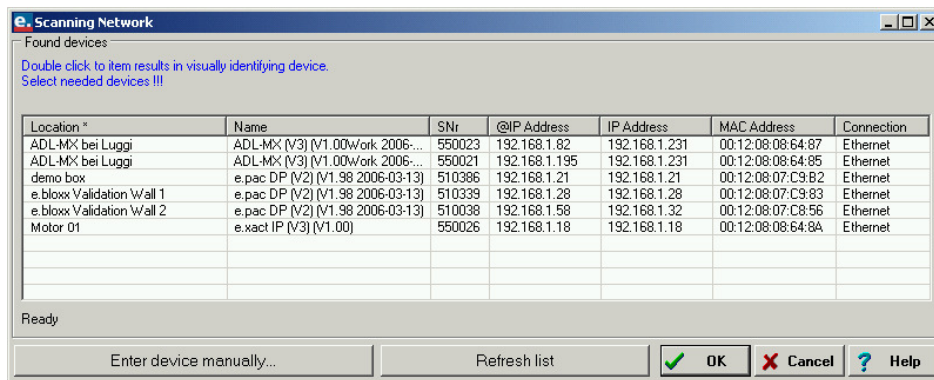 e. Scanning Network
Found devices
Double click to item results in visually identifying device.
Select needed devices !!!
Location * Name SNr @IP Address IP Address MAC Address Connection
ADL-MX bei Luggi ADL-MX (V3) (V1.00Work 2006-... 550023 192.168.1.82 192.168.1.231 00:12:08:08:64:87 Ethernet
ADL-MX bei Luggi ADL-MX (V3) (V1.00Work 2006-... 550021 192.168.1.195 192.168.1.231 00:12:08:08:64:85 Ethernet
demo box e.pac DP (V2) (V1.98 2006-03-13) 510386 192.168.1.21 192.168.1.21 00:12:08:07:C9:B2 Ethernet
e.bloxx Validation Wall 1 e.pac DP (V2) (V1.98 2006-03-13) 510339 192.168.1.28 192.168.1.28 00:12:08:07:C9:83 Ethernet
e.bloxx Validation Wall 2 e.pac DP (V2) (V1.98 2006-03-13) 510038 192.168.1.58 192.168.1.32 00:12:08:07:C8:56 Ethernet
Motor 01 e.xact IP (V3) (V1.00) 550026 192.168.1.18 192.168.1.18 00:12:08:08:64:8A Ethernet
Ready
Enter device manually... Refresh list OK Cancel ? Help